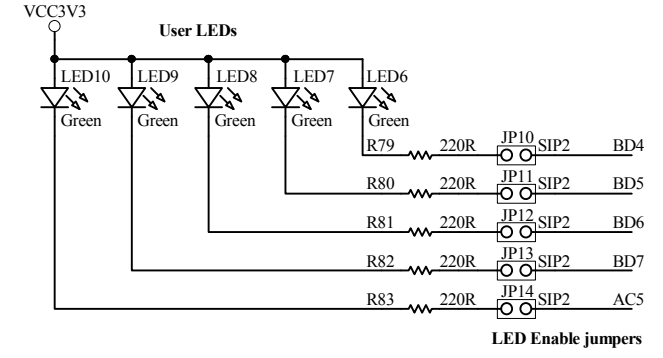 VCC3V3
User LEDs
LED10 LED9 LED8 LED7 LED6
Green Green Green Green Green
R79 220R JP10 SIP2 BD4
R80 220R JP11 SIP2 BD5
R81 220R JP12 SIP2 BD6
R82 220R JP13 SIP2 BD7
R83 220R JP14 SIP2 AC5
LED Enable jumpers